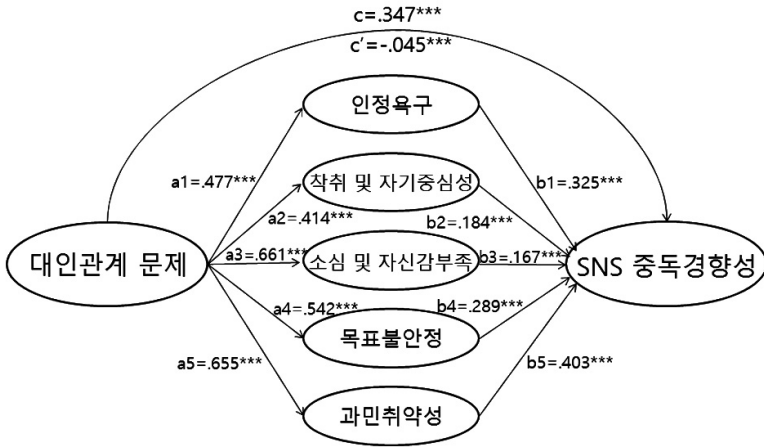 c=.347***
c'=-.045***
인정욕구
a1=.477***
b1=.325***
착취 및 자기중심성
a2=.414***
b2=.184***
대인관계 문제
a3=.661***
소심 및 자신감부족
b3=.167***
SNS 중독경향성
a4=.542***
b4=.289***
목표불안정
a5=.655***
b5=.403***
과민취약성